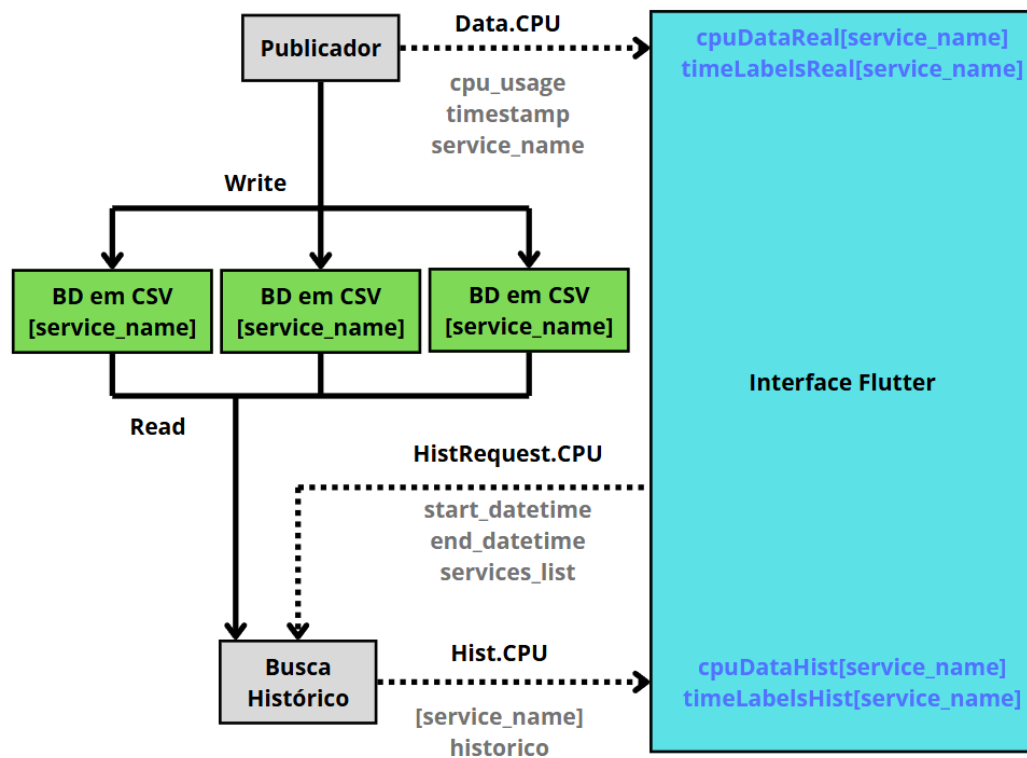 Publicador
Data.CPU
cpu_usage
timestamp
service_name
cpuDataReal[service_name]
timeLabelsReal[service_name]
Write
BD em CSV
[service_name]
BD em CSV
[service_name]
BD em CSV
[service_name]
Interface Flutter
Read
HistRequest.CPU
start_datetime
end_datetime
services_list
Busca
Histórico
Hist.CPU
[service_name]
historico
cpuDataHist[service_name]
timeLabelsHist[service_name]